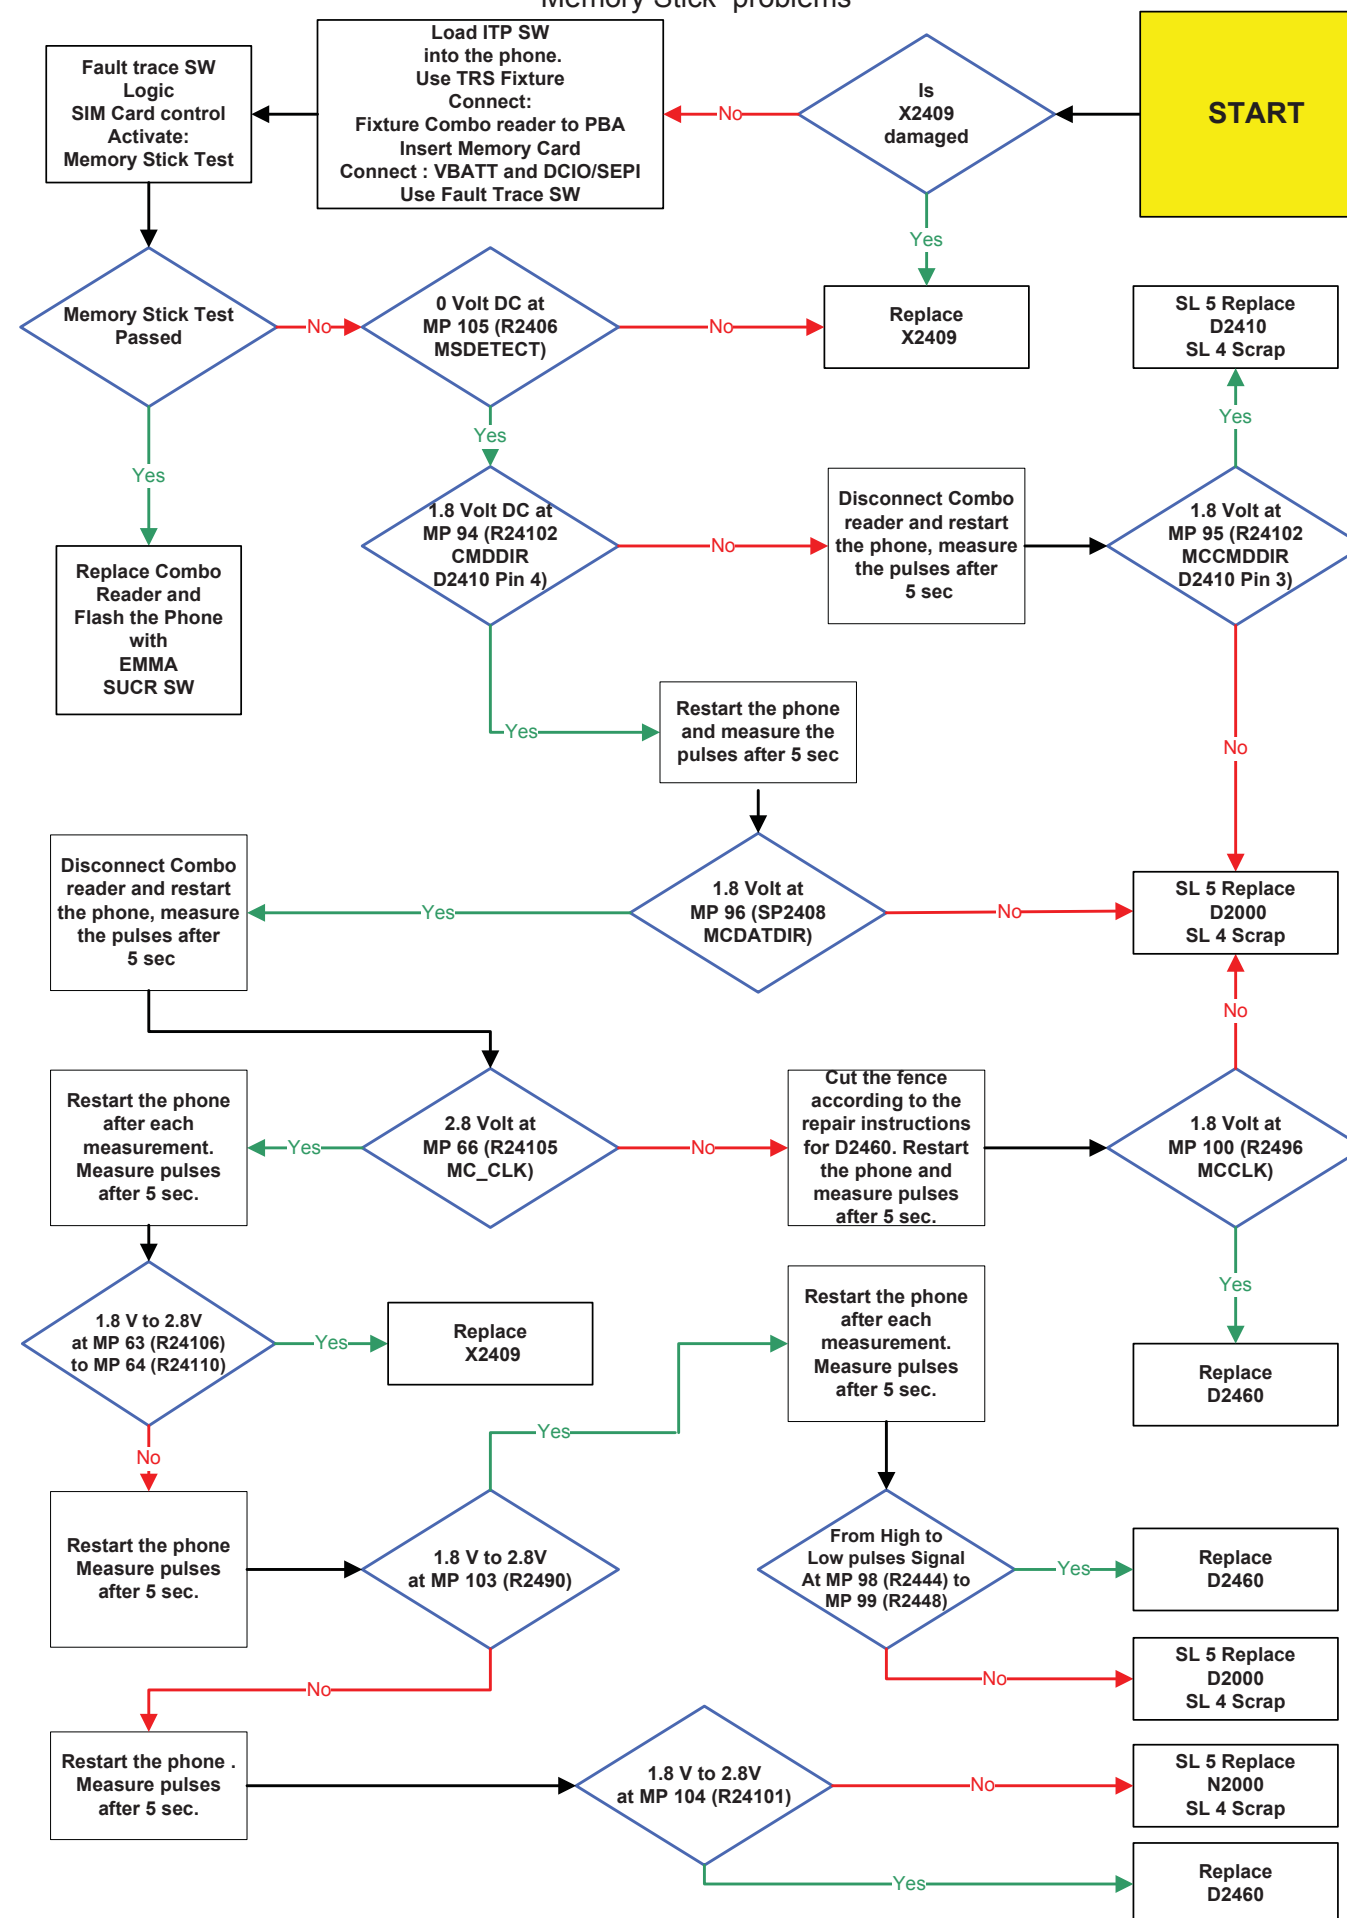 Memory Stick problems
START
Is
X2409
damaged
No
Yes
Load ITP SW
into the phone.
Use TRS Fixture
Connect:
Fixture Combo reader to PBA
Insert Memory Card
Connect : VBATT and DCIO/SEPI
Use Fault Trace SW
Fault trace SW
Logic
SIM Card control
Activate:
Memory Stick Test
Memory Stick Test
Passed
No
Yes
0 Volt DC at
MP 105 (R2406
MSDETECT)
No
Yes
Replace
X2409
SL 5 Replace
D2410
SL 4 Scrap
Yes
Replace Combo
Reader and
Flash the Phone
with
EMMA
SUCR SW
1.8 Volt DC at
MP 94 (R24102
CMDDIR
D2410 Pin 4)
No
Yes
Disconnect Combo
reader and restart
the phone, measure
the pulses after
5 sec
1.8 Volt at
MP 95 (R24102
MCCMDDIR
D2410 Pin 3)
No
Restart the phone
and measure the
pulses after 5 sec
Disconnect Combo
reader and restart
the phone, measure
the pulses after
5 sec
Yes
1.8 Volt at
MP 96 (SP2408
MCDATDIR)
No
SL 5 Replace
D2000
SL 4 Scrap
No
Restart the phone
after each
measurement.
Measure pulses
after 5 sec.
Yes
2.8 Volt at
MP 66 (R24105
MC_CLK)
No
Cut the fence
according to the
repair instructions
for D2460. Restart
the phone and
measure pulses
after 5 sec.
1.8 Volt at
MP 100 (R2496
MCCLK)
Yes
1.8 V to 2.8V
at MP 63 (R24106)
to MP 64 (R24110)
Yes
No
Replace
X2409
Restart the phone
after each
measurement.
Measure pulses
after 5 sec.
Replace
D2460
Yes
Restart the phone
Measure pulses
after 5 sec.
1.8 V to 2.8V
at MP 103 (R2490)
No
From High to
Low pulses Signal
At MP 98 (R2444) to
MP 99 (R2448)
Yes
No
Replace
D2460
SL 5 Replace
D2000
SL 4 Scrap
Restart the phone .
Measure pulses
after 5 sec.
1.8 V to 2.8V
at MP 104 (R24101)
No
Yes
SL 5 Replace
N2000
SL 4 Scrap
Replace
D2460